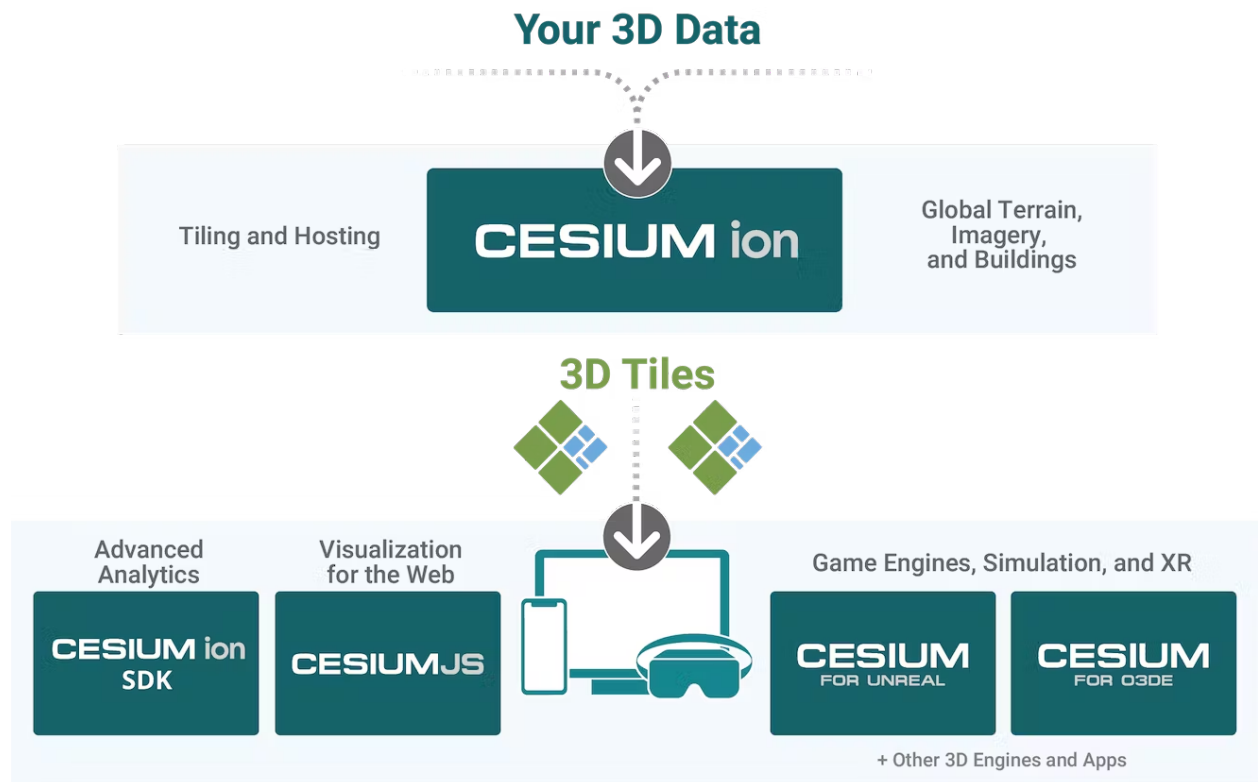 Your 3D Data
Tiling and Hosting
CESIUM ion
Global Terrain,
Imagery,
and Buildings
3D Tiles
Advanced
Analytics
CESIUM ion
SDK
Visualization
for the Web
CESIUMJS
Game Engines, Simulation, and XR
CESIUM
FOR UNREAL
CESIUM
FOR O3DE
+ Other 3D Engines and Apps